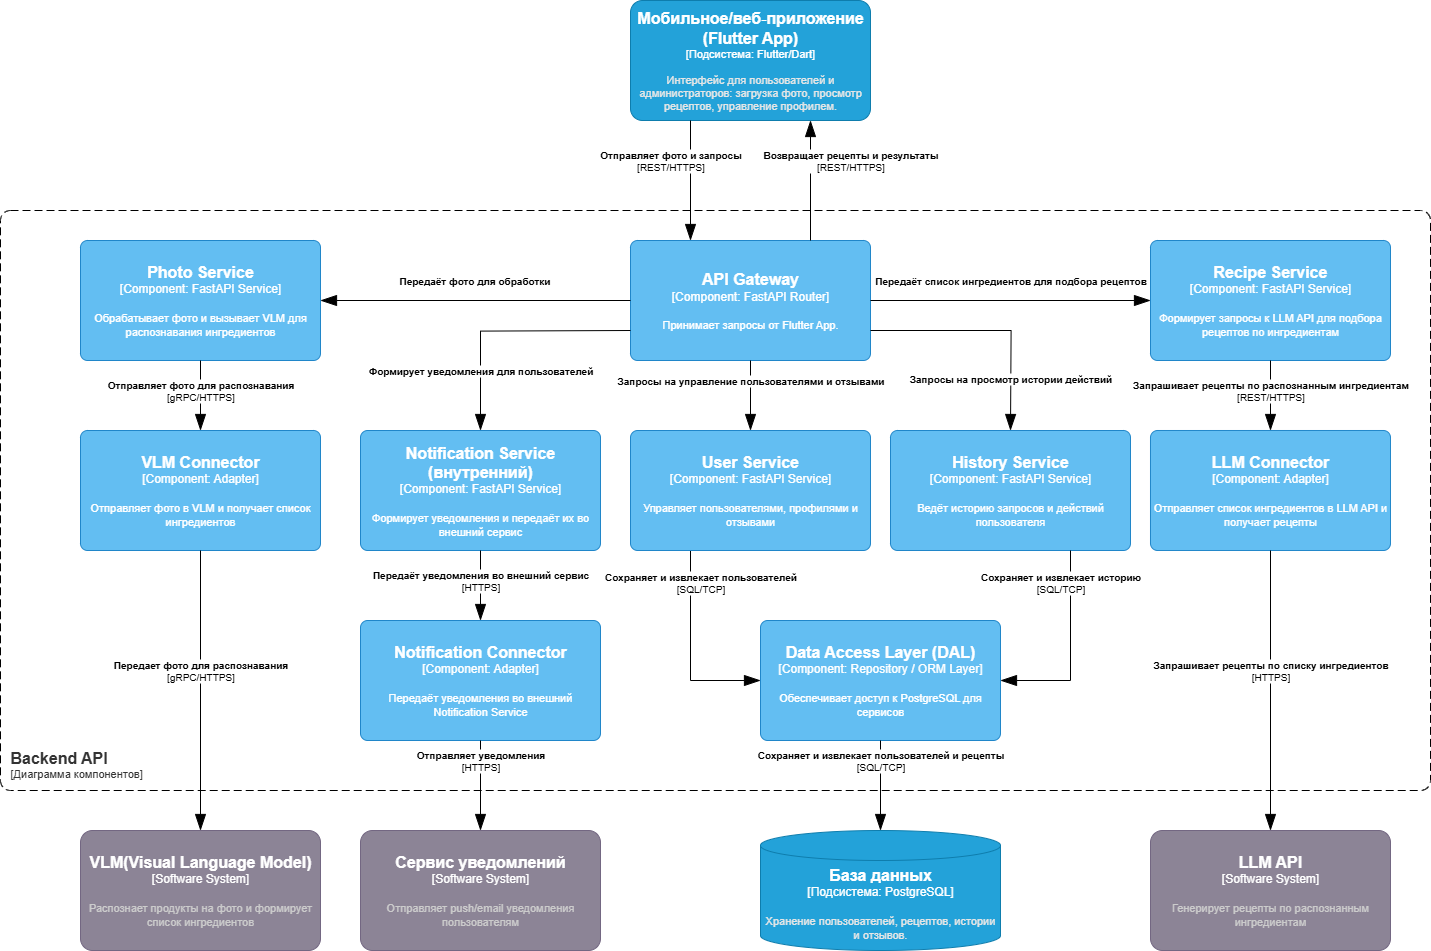 Мобильное/веб-приложение
(Flutter App)
[Подсистема: Flutter/Dart]
Интерфейс для пользователей и
администраторов: загрузка фото, просмотр
рецептов, управление профилем.
Отправляет фото и запросы
[REST/HTTPS]
Возвращает рецепты и результаты
[REST/HTTPS]
Photo Service
[Component: FastAPI Service]
Обрабатывает фото и вызывает VLM для
распознавания ингредиентов
Передаёт фото для обработки
API Gateway
[Component: FastAPI Router]
Принимает запросы от Flutter App.
Передаёт список ингредиентов для подбора рецептов
Recipe Service
[Component: FastAPI Service]
Формирует запросы к LLM API для подбора
рецептов по ингредиентам
Отправляет фото для распознавания
[gRPC/HTTPS]
Формирует уведомления для пользователей
Запросы на управление пользователями и отзывами
Запросы на просмотр истории действий
Запрашивает рецепты по распознанным ингредиентам
[REST/HTTPS]
VLM Connector
[Component: Adapter]
Отправляет фото в VLM и получает список
ингредиентов
Notification Service
(внутренний)
[Component: FastAPI Service]
Формирует уведомления и передаёт их во
внешний сервис
User Service
[Component: FastAPI Service]
Управляет пользователями, профилями и
отзывами
History Service
[Component: FastAPI Service]
Ведёт историю запросов и действий
пользователя
LLM Connector
[Component: Adapter]
Отправляет список ингредиентов в LLM API и
получает рецепты
Передаёт уведомления во внешний сервис
[HTTPS]
Сохраняет и извлекает пользователей
[SQL/TCP]
Сохраняет и извлекает историю
[SQL/TCP]
Передает фото для распознавания
[gRPC/HTTPS]
Notification Connector
[Component: Adapter]
Передаёт уведомления во внешний
Notification Service
Data Access Layer (DAL)
[Component: Repository / ORM Layer]
Обеспечивает доступ к PostgreSQL для
сервисов
Запрашивает рецепты по списку ингредиентов
[HTTPS]
Backend API
[Диаграмма компонентов]
Отправляет уведомления
[HTTPS]
Сохраняет и извлекает пользователей и рецепты
[SQL/TCP]
VLM(Visual Language Model)
[Software System]
Распознает продукты на фото и формирует
список ингредиентов
Сервис уведомлений
[Software System]
Отправляет push/email уведомления
пользователям
База данных
[Подсистема: PostgreSQL]
Хранение пользователей, рецептов, истории
и отзывов.
LLM API
[Software System]
Генерирует рецепты по распознанным
ингредиентам